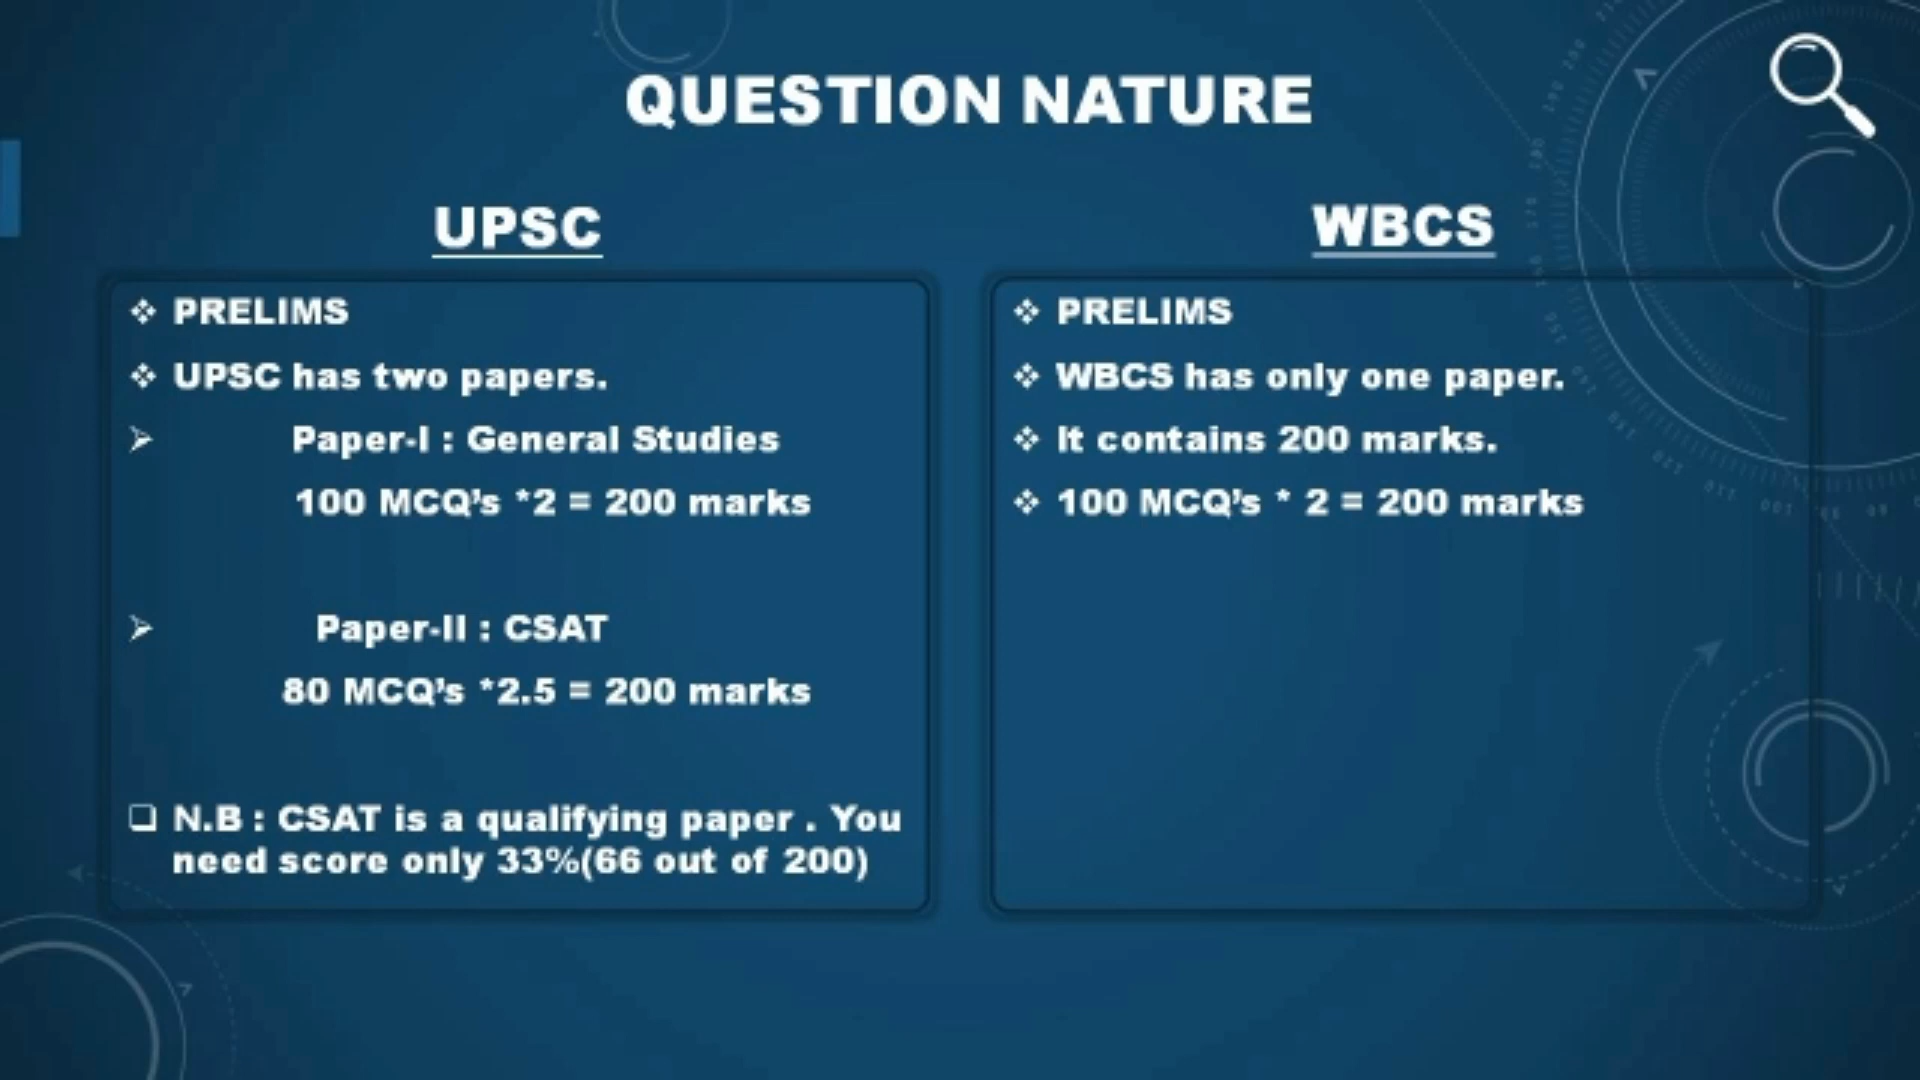 QUESTION NATURE
UPSC
PRELIMS
UPSC has two papers.
Paper-I : General Studies
100 MCQ's *2 = 200 marks
Paper-II : CSAT
80 MCQ's *2.5 = 200 marks
N.B : CSAT is a qualifying paper . You
need score only 33%(66 out of 200)
WBCS
PRELIMS
WBCS has only one paper.
It contains 200 marks.
100 MCQ's * 2 = 200 marks